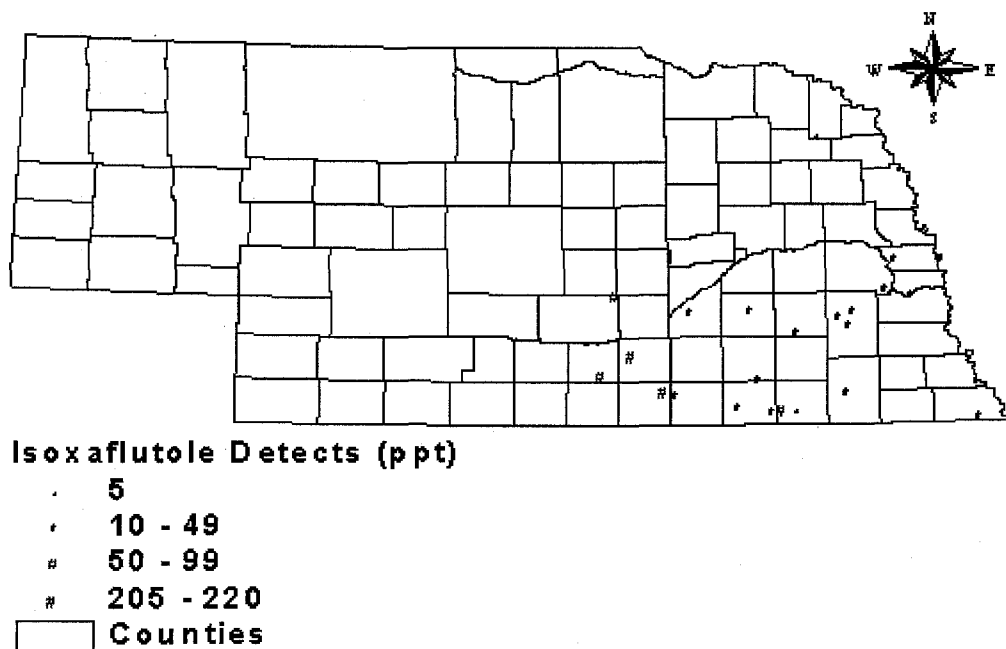 N
W E
S
Isoxaflutole Detects (ppt)
5
10 - 49
# 50 - 99
# 205 - 220
Counties